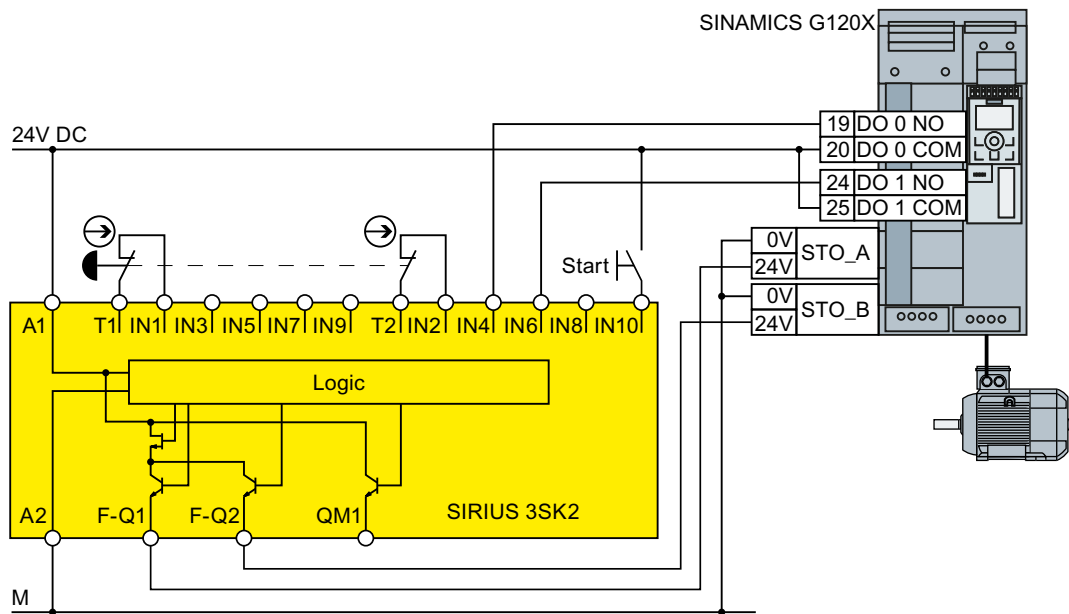 SINAMICS G120X
19 DO 0 NO
24V DC
20 DO 0 COM
24 DO 1 NO
25 DO 1 COM
0V
STO_A
24V
Start
0V
STO_B
24V
A1 T1 IN1 IN3 IN5 IN7 IN9 T2 IN2 IN4 IN6 IN8 IN10
Logic
A2 F-Q1 F-Q2 QM1 SIRIUS 3SK2
M